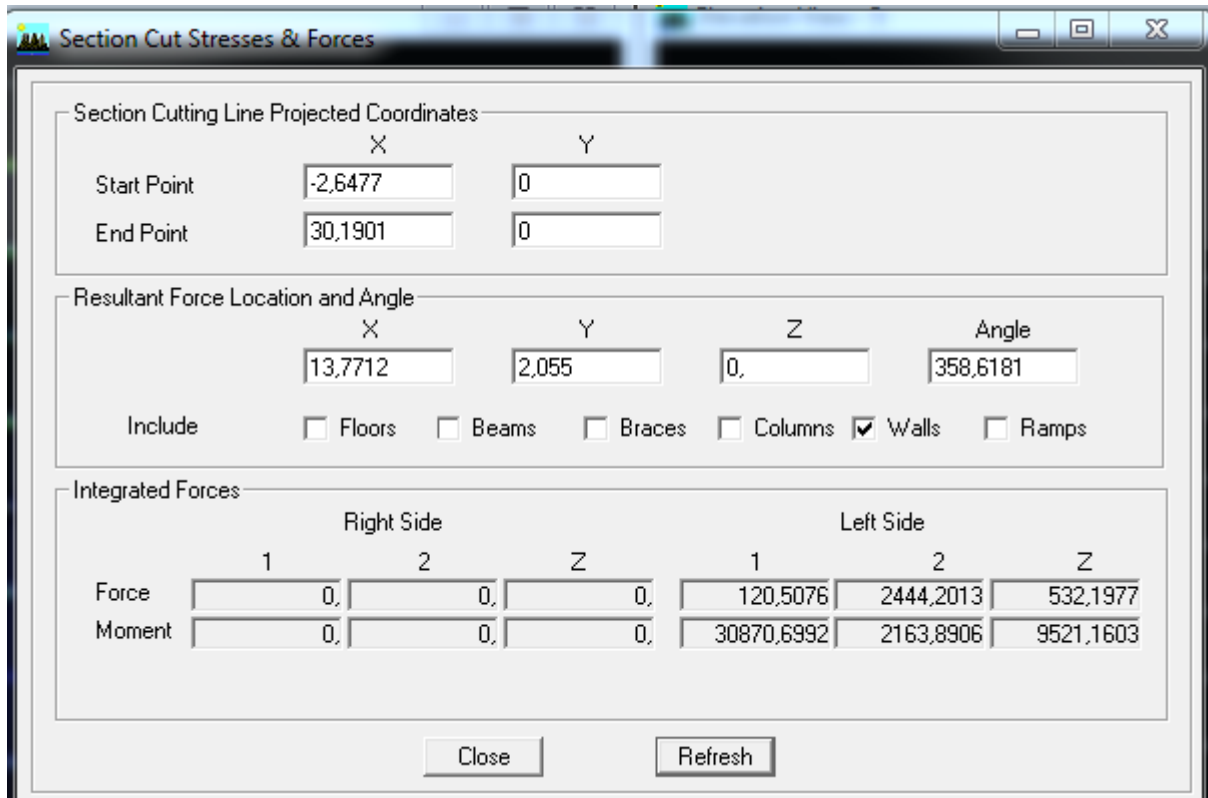 Section Cut Stresses & Forces
Section Cutting Line Projected Coordinates
X Y
Start Point -2,6477 0
End Point 30,1901 0
Resultant Force Location and Angle
X Y Z Angle
13,7712 2,055 0, 358,6181
Include Floors Beams Braces Columns Walls Ramps
Integrated Forces
Right Side Left Side
1 2 Z 1 2 Z
Force 0, 0, 0, 120,5076 2444,2013 532,1977
Moment 0, 0, 0, 30870,6992 2163,8906 9521,1603
Close Refresh